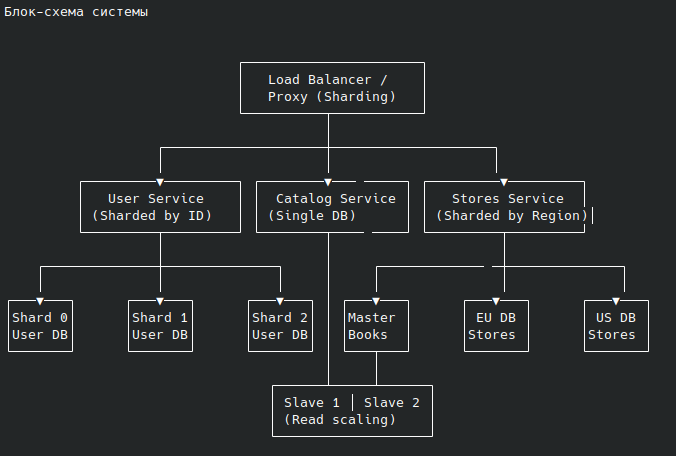 Блок-схема системы
Load Balancer /
Proxy (Sharding)
User Service
(Sharded by ID)
Catalog Service
(Single DB)
Stores Service
(Sharded by Region)
Shard 0
User DB
Shard 1
User DB
Shard 2
User DB
Master
Books
EU DB
Stores
US DB
Stores
Slave 1 │ Slave 2
(Read scaling)